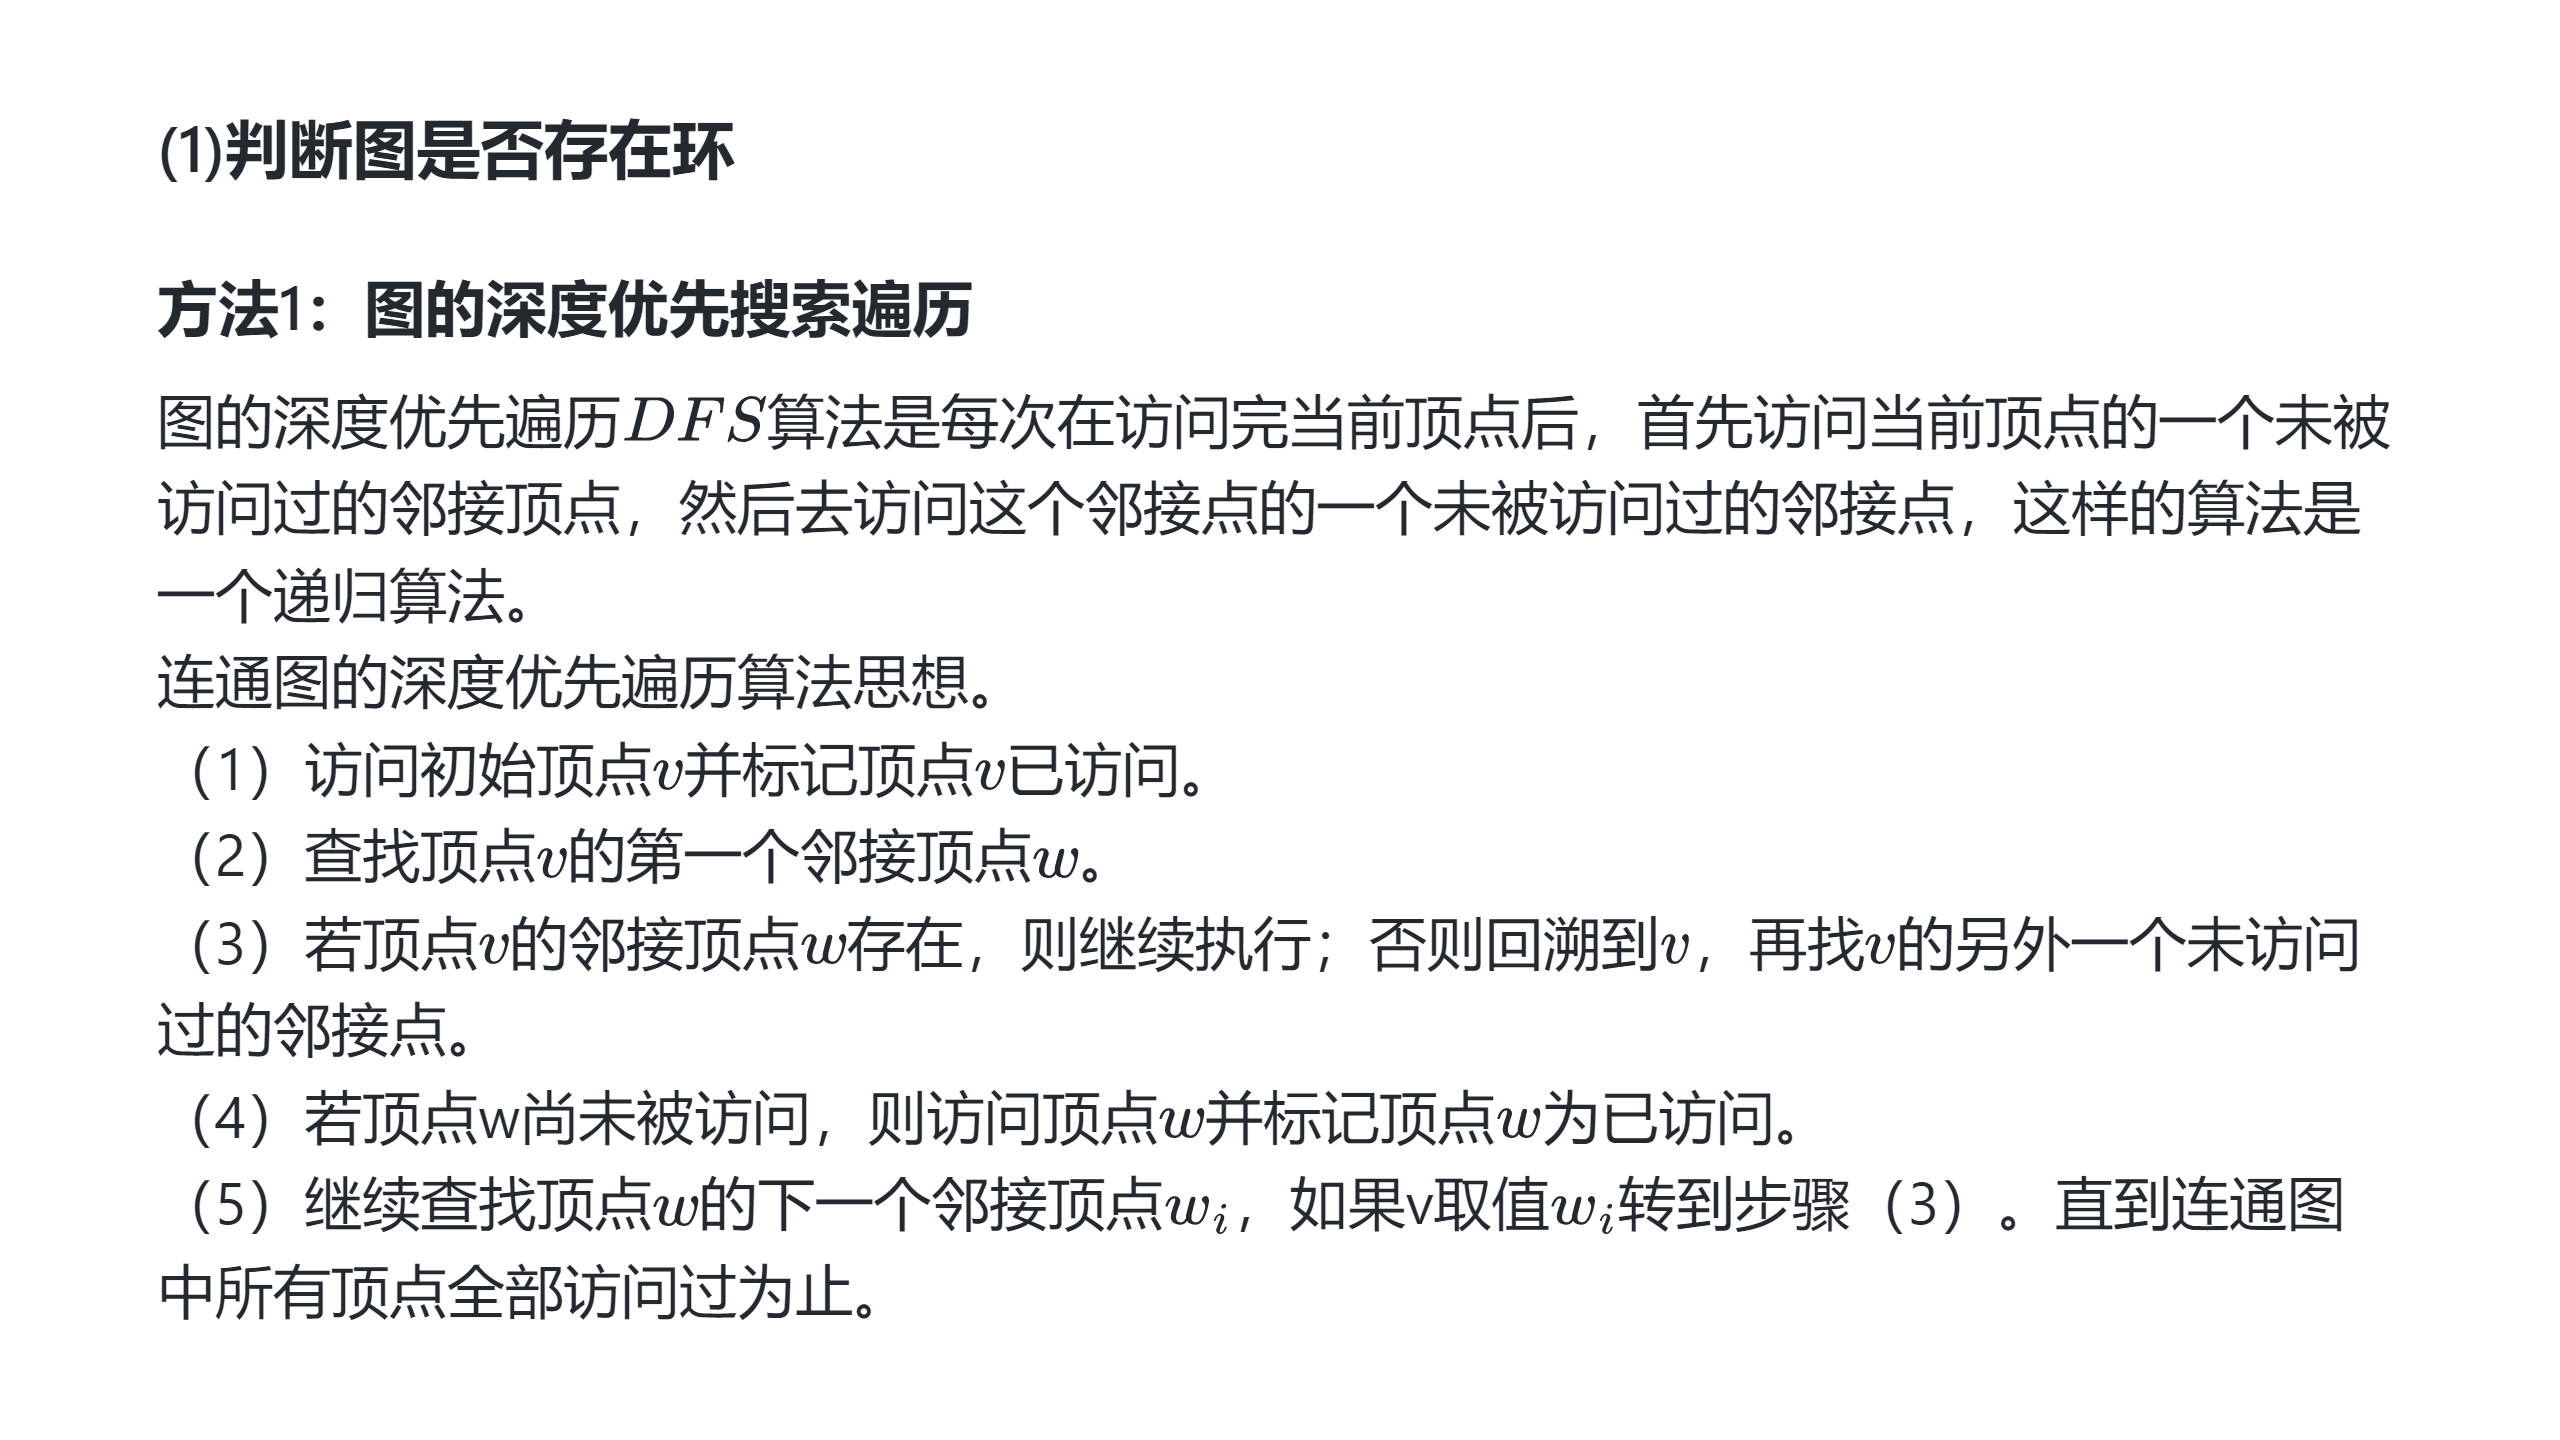 (1)判断图是否存在环
方法1：图的深度优先搜索遍历
图的深度优先遍历DFS算法是每次在访问完当前顶点后，首先访问当前顶点的一个未被
访问过的邻接顶点，然后去访问这个邻接点的一个未被访问过的邻接点，这样的算法是
一个递归算法。
连通图的深度优先遍历算法思想。
（1）访问初始顶点v并标记顶点v已访问。
（2）查找顶点v的第一个邻接顶点w。
（3）若顶点v的邻接顶点w存在，则继续执行；否则回溯到v，再找v的另外一个未访问
过的邻接点。
（4）若顶点w尚未被访问，则访问顶点w并标记顶点w为已访问。
（5）继续查找顶点w的下一个邻接顶点w_i，如果v取值w_i转到步骤（3）。直到连通图
中所有顶点全部访问过为止。